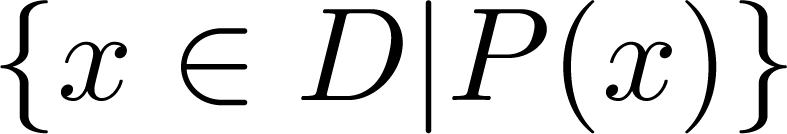 {x ∈ D|P(x)}